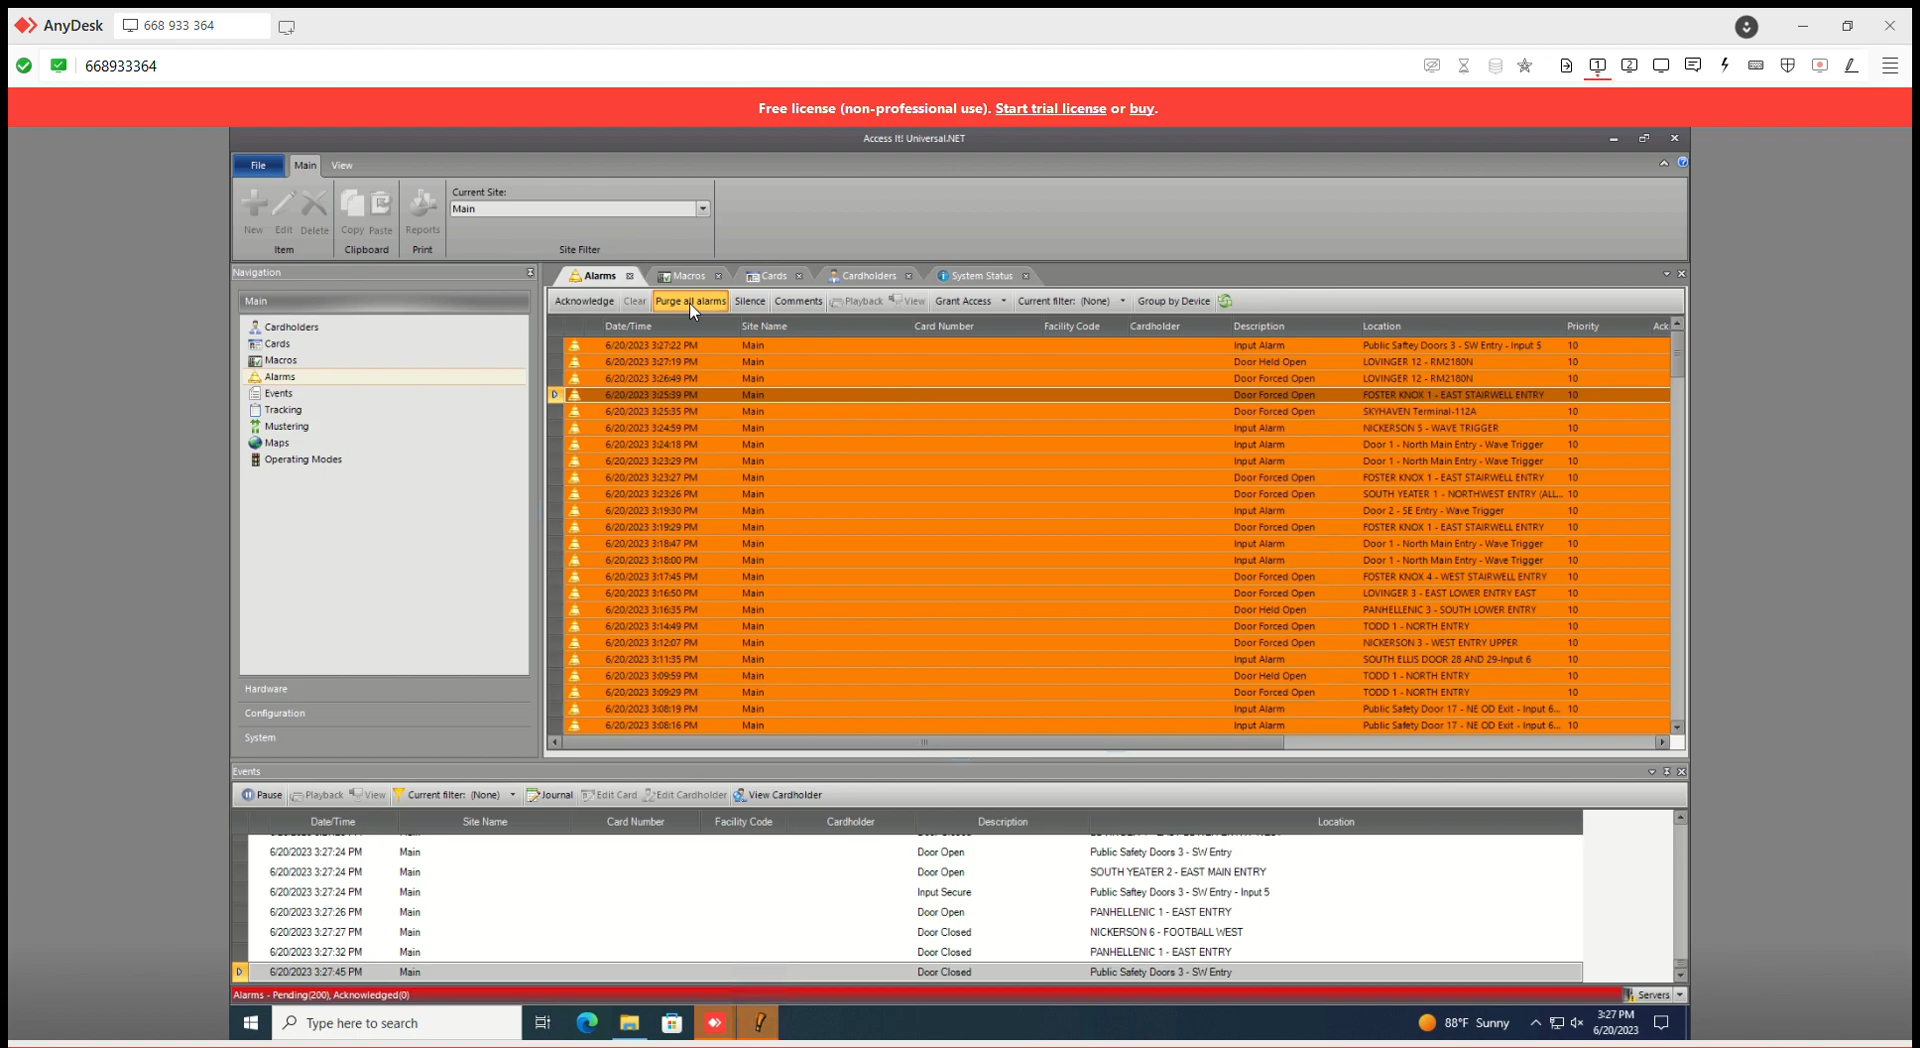 AnyDesk 668 933 364
668933364
Free license (non-professional use). Start trial license or buy.
Access It! Universal.NET
File Main View
Current Site:
Main
New Edit Delete Copy Paste Reports
Item Clipboard Print Site Filter
Navigation
Main
Cardholders
Cards
Macros
Alarms
Events
Tracking
Mustering
Maps
Operating Modes
Hardware
Configuration
System
Alarms Macros Cards Cardholders System Status
Acknowledge Clear Purge all alarms Silence Comments Playback View Grant Access Current filter: (None) Group by Device
Date/Time Site Name Card Number Facility Code Cardholder Description Location Priority Ack
6/20/2023 3:27:22 PM Main Input Alarm Public Saftey Doors 3 - SW Entry - Input 5 10
6/20/2023 3:27:19 PM Main Door Held Open LOVINGER 12 - RM2180N 10
6/20/2023 3:26:49 PM Main Door Forced Open LOVINGER 12 - RM2180N 10
6/20/2023 3:25:39 PM Main Door Forced Open FOSTER KNOX 1 - EAST STAIRWELL ENTRY 10
6/20/2023 3:25:35 PM Main Door Forced Open SKYHAVEN Terminal-112A 10
6/20/2023 3:24:59 PM Main Input Alarm NICKERSON 5 - WAVE TRIGGER 10
6/20/2023 3:24:18 PM Main Input Alarm Door 1 - North Main Entry - Wave Trigger 10
6/20/2023 3:23:29 PM Main Input Alarm Door 1 - North Main Entry - Wave Trigger 10
6/20/2023 3:23:27 PM Main Door Forced Open FOSTER KNOX 1 - EAST STAIRWELL ENTRY 10
6/20/2023 3:23:26 PM Main Door Forced Open SOUTH YEATER 1 - NORTHWEST ENTRY (ALL... 10
6/20/2023 3:19:30 PM Main Input Alarm Door 2 - SE Entry - Wave Trigger 10
6/20/2023 3:19:29 PM Main Door Forced Open FOSTER KNOX 1 - EAST STAIRWELL ENTRY 10
6/20/2023 3:18:47 PM Main Input Alarm Door 1 - North Main Entry - Wave Trigger 10
6/20/2023 3:18:00 PM Main Input Alarm Door 1 - North Main Entry - Wave Trigger 10
6/20/2023 3:17:45 PM Main Door Forced Open FOSTER KNOX 4 - WEST STAIRWELL ENTRY 10
6/20/2023 3:16:50 PM Main Door Forced Open LOVINGER 3 - EAST LOWER ENTRY EAST 10
6/20/2023 3:16:35 PM Main Door Held Open PANHELLENIC 3 - SOUTH LOWER ENTRY 10
6/20/2023 3:14:49 PM Main Door Forced Open TODD 1 - NORTH ENTRY 10
6/20/2023 3:12:07 PM Main Door Forced Open NICKERSON 3 - WEST ENTRY UPPER 10
6/20/2023 3:11:35 PM Main Input Alarm SOUTH ELLIS DOOR 28 AND 29-Input 6 10
6/20/2023 3:09:59 PM Main Door Held Open TODD 1 - NORTH ENTRY 10
6/20/2023 3:09:29 PM Main Door Forced Open TODD 1 - NORTH ENTRY 10
6/20/2023 3:08:19 PM Main Input Alarm Public Safety Door 17 - NE OD Exit - Input 6... 10
6/20/2023 3:08:16 PM Main Input Alarm Public Safety Door 17 - NE OD Exit - Input 6... 10
Events
Pause Playback View Current filter: (None) Journal Edit Card Edit Cardholder View Cardholder
Date/Time Site Name Card Number Facility Code Cardholder Description Location
6/20/2023 3:27:24 PM Main Door Open Public Safety Doors 3 - SW Entry
6/20/2023 3:27:24 PM Main Door Open SOUTH YEATER 2 - EAST MAIN ENTRY
6/20/2023 3:27:24 PM Main Input Secure Public Saftey Doors 3 - SW Entry - Input 5
6/20/2023 3:27:26 PM Main Door Open PANHELLENIC 1 - EAST ENTRY
6/20/2023 3:27:27 PM Main Door Closed NICKERSON 6 - FOOTBALL WEST
6/20/2023 3:27:32 PM Main Door Closed PANHELLENIC 1 - EAST ENTRY
6/20/2023 3:27:45 PM Main Door Closed Public Safety Doors 3 - SW Entry
Alarms - Pending(200), Acknowledged(0) Servers
Type here to search 88°F Sunny 3:27 PM
6/20/2023